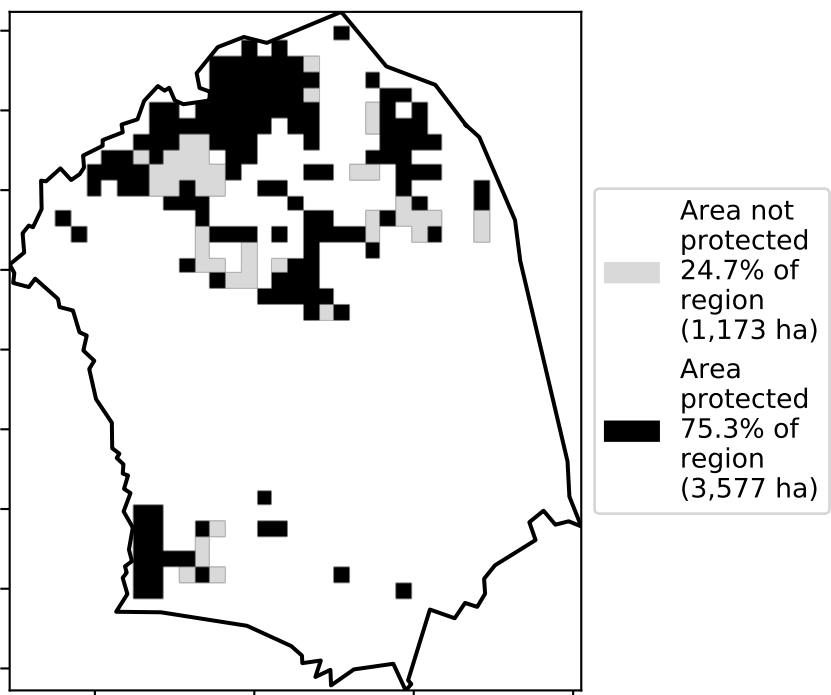 Area not
protected
24.7% of
region
(1,173 ha)
Area
protected
75.3% of
region
(3,577 ha)